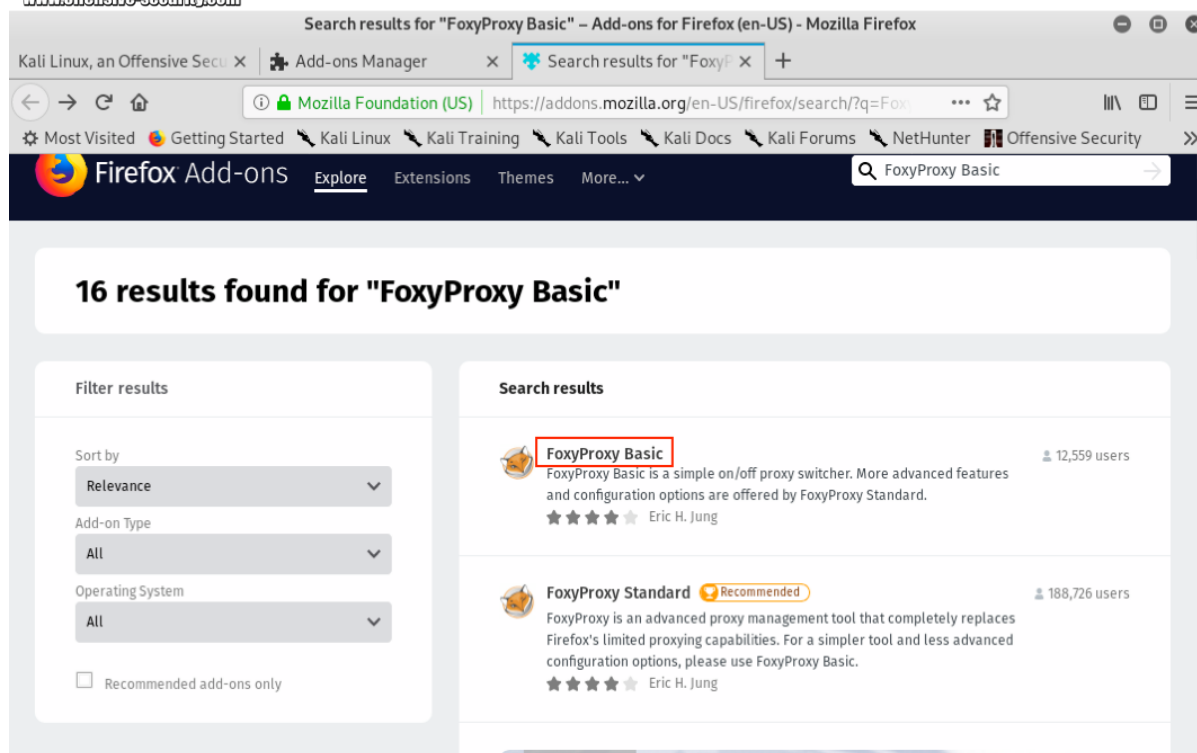 www.offensive-security.com
Search results for "FoxyProxy Basic" – Add-ons for Firefox (en-US) - Mozilla Firefox
Kali Linux, an Offensive Secu Add-ons Manager Search results for "FoxyP
Mozilla Foundation (US) https://addons.mozilla.org/en-US/firefox/search/?q=Fox
Most Visited Getting Started Kali Linux Kali Training Kali Tools Kali Docs Kali Forums NetHunter Offensive Security
Firefox Add-ons Explore Extensions Themes More... FoxyProxy Basic
16 results found for "FoxyProxy Basic"
Filter results
Sort by
Relevance
Add-on Type
All
Operating System
All
Recommended add-ons only
Search results
FoxyProxy Basic 12,559 users
FoxyProxy Basic is a simple on/off proxy switcher. More advanced features
and configuration options are offered by FoxyProxy Standard.
Eric H. Jung
FoxyProxy Standard Recommended 188,726 users
FoxyProxy is an advanced proxy management tool that completely replaces
Firefox's limited proxying capabilities. For a simpler tool and less advanced
configuration options, please use FoxyProxy Basic.
Eric H. Jung